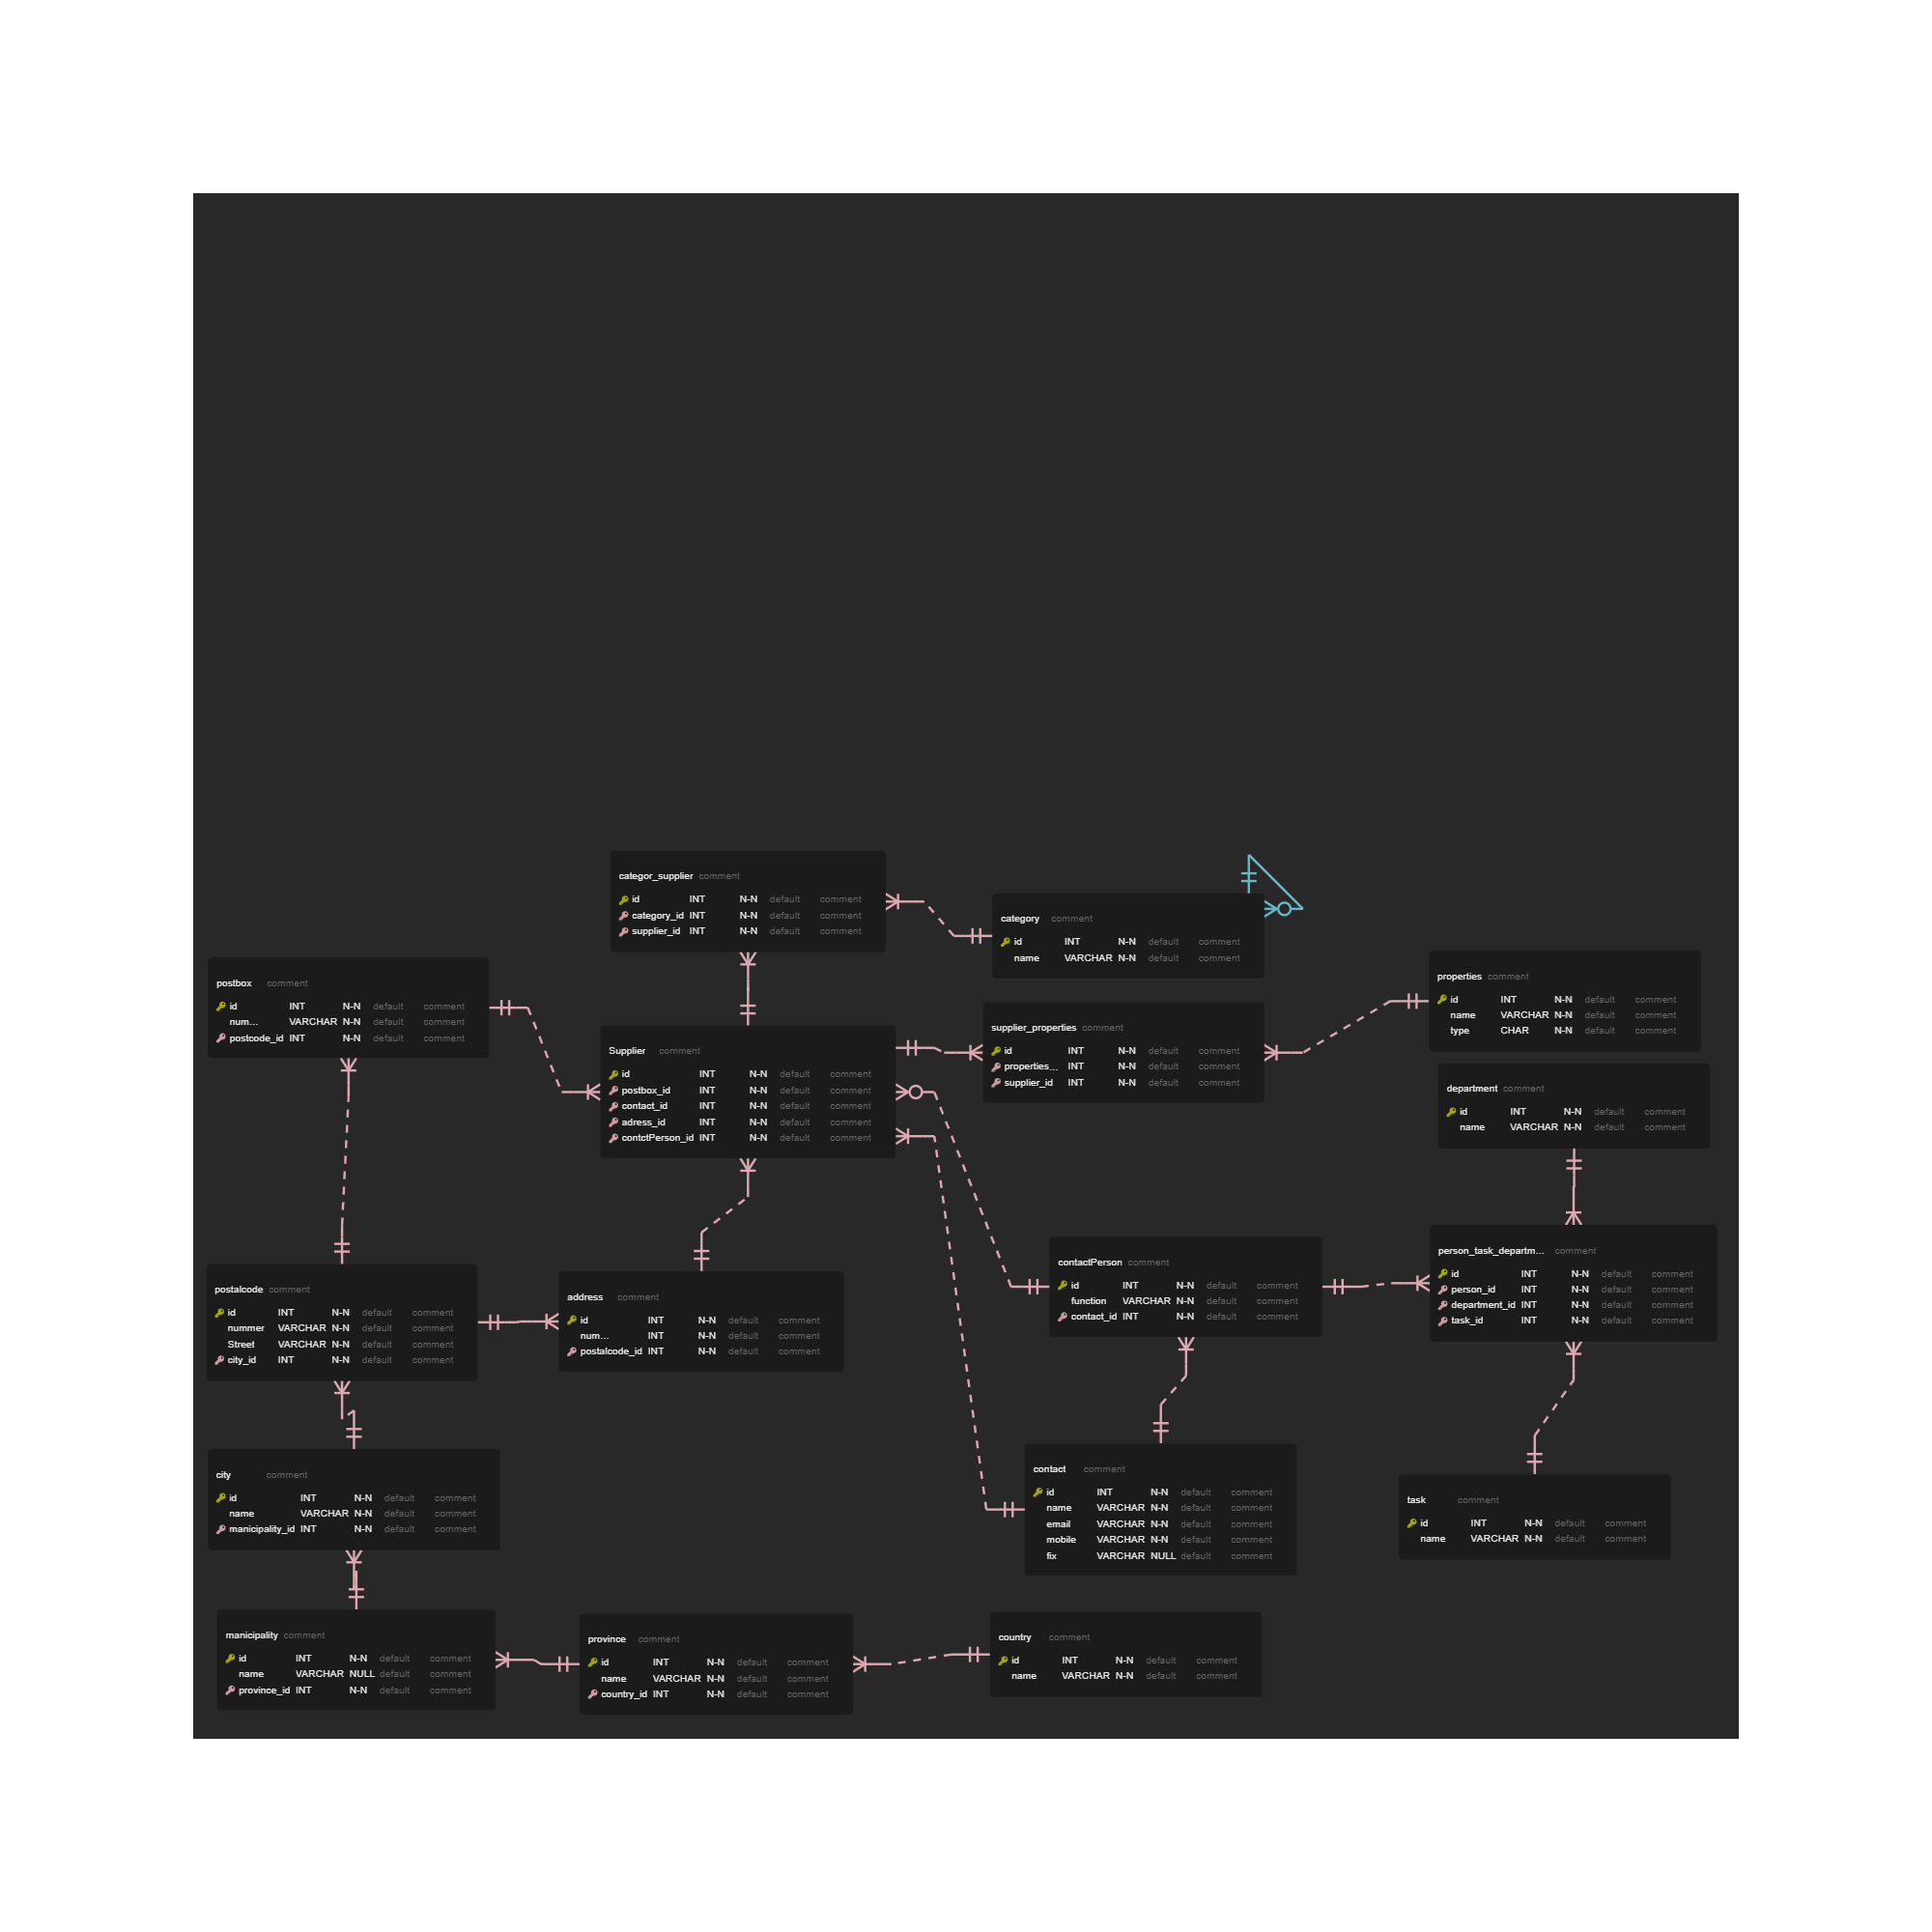 categor_supplier comment
id INT N-N default comment
category_id INT N-N default comment
supplier_id INT N-N default comment
category comment
id INT N-N default comment
name VARCHAR N-N default comment
postbox comment
id INT N-N default comment
num... VARCHAR N-N default comment
postcode_id INT N-N default comment
properties comment
id INT N-N default comment
name VARCHAR N-N default comment
type CHAR N-N default comment
supplier_properties comment
id INT N-N default comment
properties... INT N-N default comment
supplier_id INT N-N default comment
Supplier comment
id INT N-N default comment
postbox_id INT N-N default comment
contact_id INT N-N default comment
adress_id INT N-N default comment
contctPerson_id INT N-N default comment
department comment
id INT N-N default comment
name VARCHAR N-N default comment
person_task_departm... comment
id INT N-N default comment
person_id INT N-N default comment
department_id INT N-N default comment
task_id INT N-N default comment
contactPerson comment
id INT N-N default comment
function VARCHAR N-N default comment
contact_id INT N-N default comment
postalcode comment
id INT N-N default comment
nummer VARCHAR N-N default comment
Street VARCHAR N-N default comment
city_id INT N-N default comment
address comment
id INT N-N default comment
num... INT N-N default comment
postalcode_id INT N-N default comment
city comment
id INT N-N default comment
name VARCHAR N-N default comment
manicipality_id INT N-N default comment
contact comment
id INT N-N default comment
name VARCHAR N-N default comment
email VARCHAR N-N default comment
mobile VARCHAR N-N default comment
fix VARCHAR NULL default comment
task comment
id INT N-N default comment
name VARCHAR N-N default comment
manicipality comment
id INT N-N default comment
name VARCHAR NULL default comment
province_id INT N-N default comment
province comment
id INT N-N default comment
name VARCHAR N-N default comment
country_id INT N-N default comment
country comment
id INT N-N default comment
name VARCHAR N-N default comment